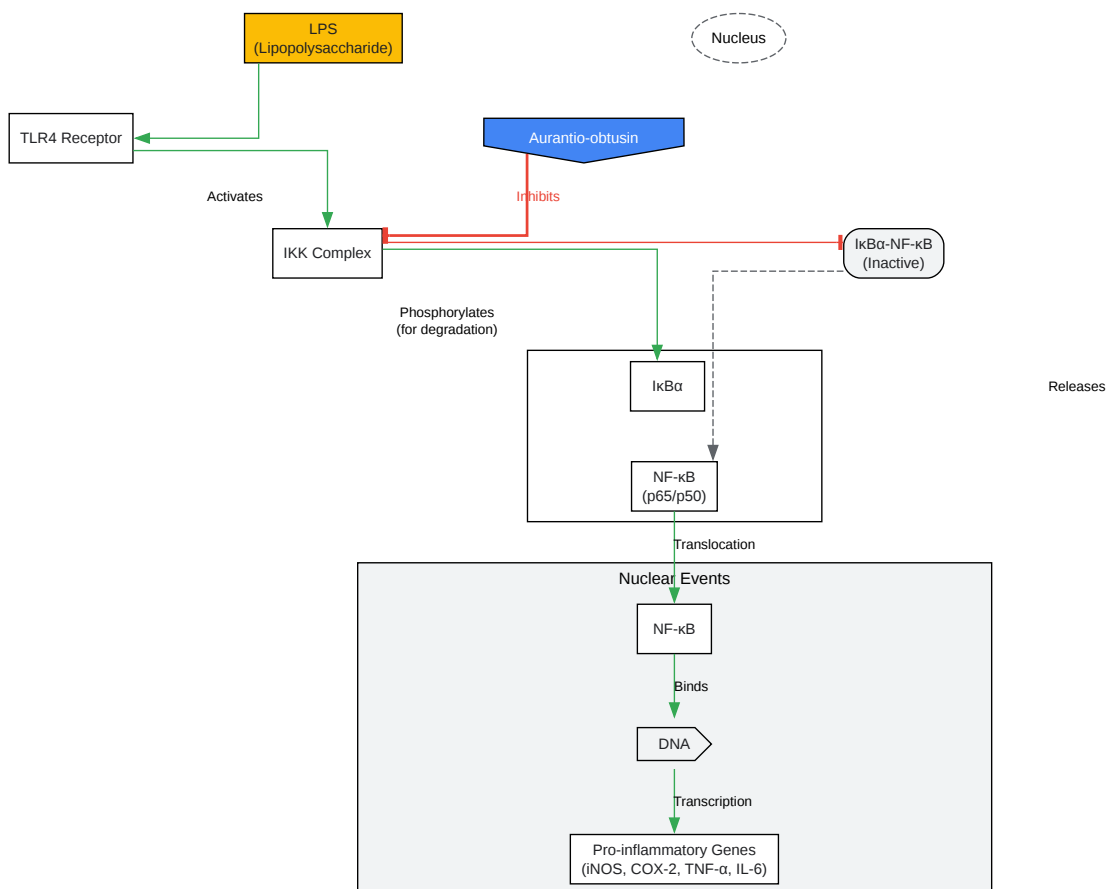 LPS
(Lipopolysaccharide)
Nucleus
TLR4 Receptor
Aurantio-obtusin
Activates
Inhibits
IKK Complex
IκBα-NF-κB
(Inactive)
Phosphorylates
(for degradation)
IκBα
Releases
NF-κB
(p65/p50)
Translocation
Nuclear Events
NF-κB
Binds
DNA
Transcription
Pro-inflammatory Genes
(iNOS, COX-2, TNF-α, IL-6)